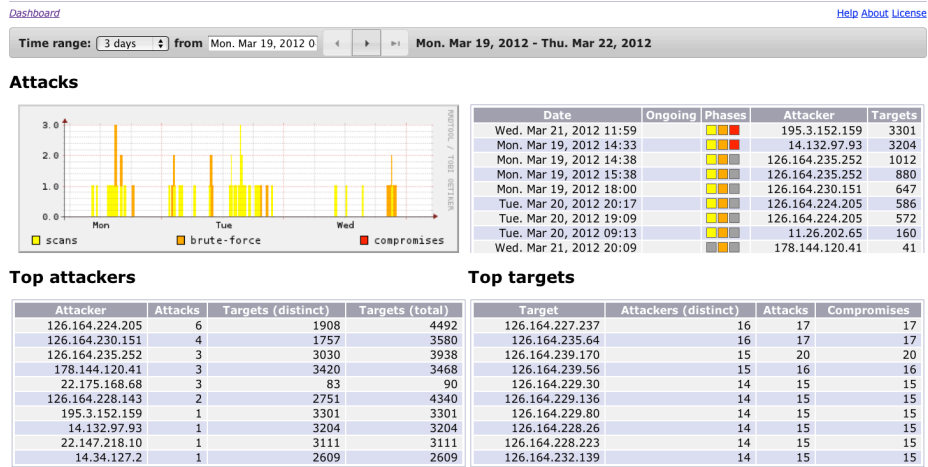 Dashboard
Help About License
Time range: 3 days from Mon. Mar 19, 2012 0 Mon. Mar 19, 2012 - Thu. Mar 22, 2012
Attacks
3.0
2.0
1.0
0.0
Mon Tue Wed
scans brute-force compromises
RRDTOOL / TOBI OETIKER
Date Ongoing Phases Attacker Targets
Wed. Mar 21, 2012 11:59 195.3.152.159 3301
Mon. Mar 19, 2012 14:33 14.132.97.93 3204
Mon. Mar 19, 2012 14:38 126.164.235.252 1012
Mon. Mar 19, 2012 15:38 126.164.235.252 880
Mon. Mar 19, 2012 18:00 126.164.230.151 647
Tue. Mar 20, 2012 20:17 126.164.224.205 586
Tue. Mar 20, 2012 19:09 126.164.224.205 572
Tue. Mar 20, 2012 09:13 11.26.202.65 160
Wed. Mar 21, 2012 20:09 178.144.120.41 41
Top attackers
Attacker Attacks Targets (distinct) Targets (total)
126.164.224.205 6 1908 4492
126.164.230.151 4 1757 3580
126.164.235.252 3 3030 3938
178.144.120.41 3 3420 3468
22.175.168.68 3 83 90
126.164.228.143 2 2751 4340
195.3.152.159 1 3301 3301
14.132.97.93 1 3204 3204
22.147.218.10 1 3111 3111
14.34.127.2 1 2609 2609
Top targets
Target Attackers (distinct) Attacks Compromises
126.164.227.237 16 17 17
126.164.235.64 16 17 17
126.164.239.170 15 20 20
126.164.239.56 15 16 16
126.164.229.30 14 15 15
126.164.229.136 14 15 15
126.164.229.80 14 15 15
126.164.228.26 14 15 15
126.164.228.223 14 15 15
126.164.232.139 14 15 15